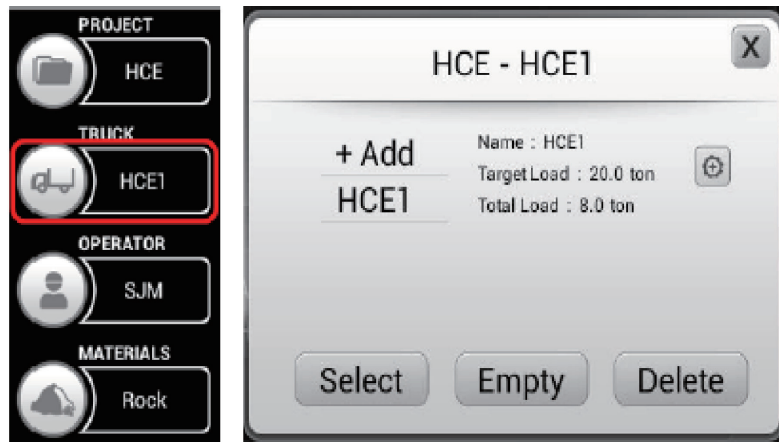 PROJECT
HCE
TRUCK
HCE1
OPERATOR
SJM
MATERIALS
Rock
HCE - HCE1
X
+ Add
HCE1
Name : HCE1
Target Load : 20.0 ton
Total Load : 8.0 ton
Select
Empty
Delete